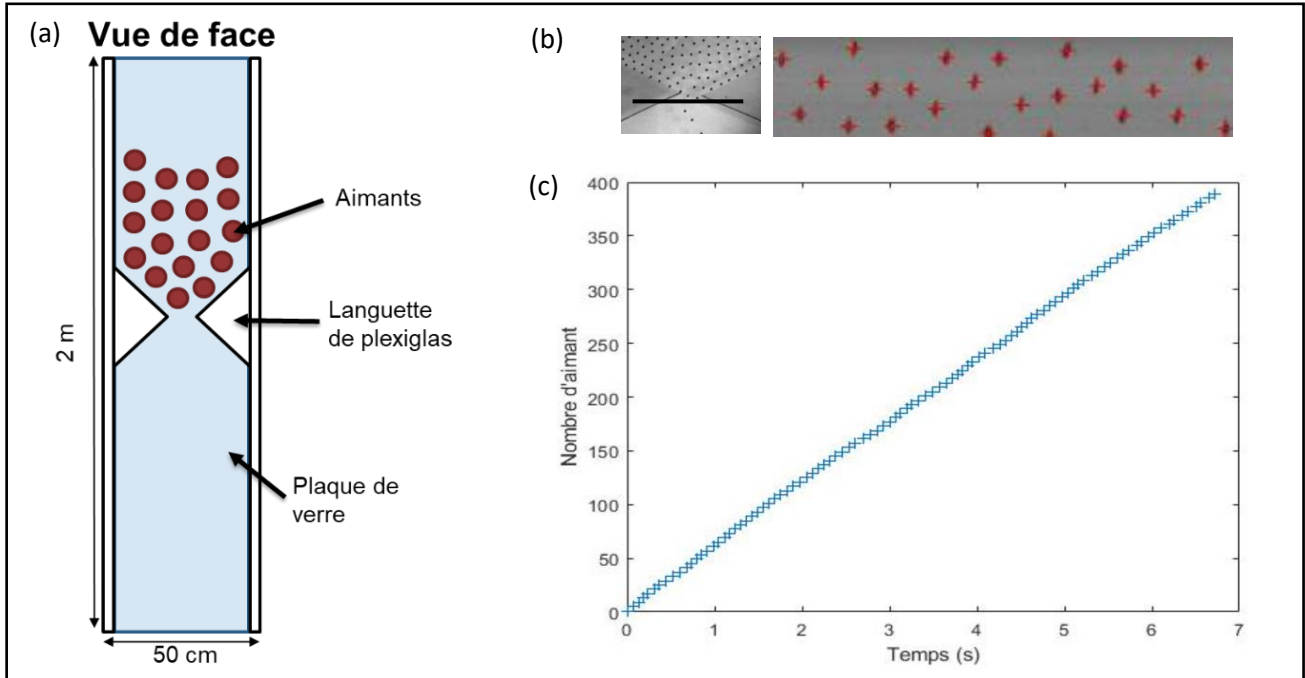 (a) Vue de face
Aimants
Languette
de plexiglas
Plaque de
verre
2 m
50 cm
(b)
(c)
400
350
300
250
200
150
100
50
0
Nombre d'aimant
0 1 2 3 4 5 6 7
Temps (s)